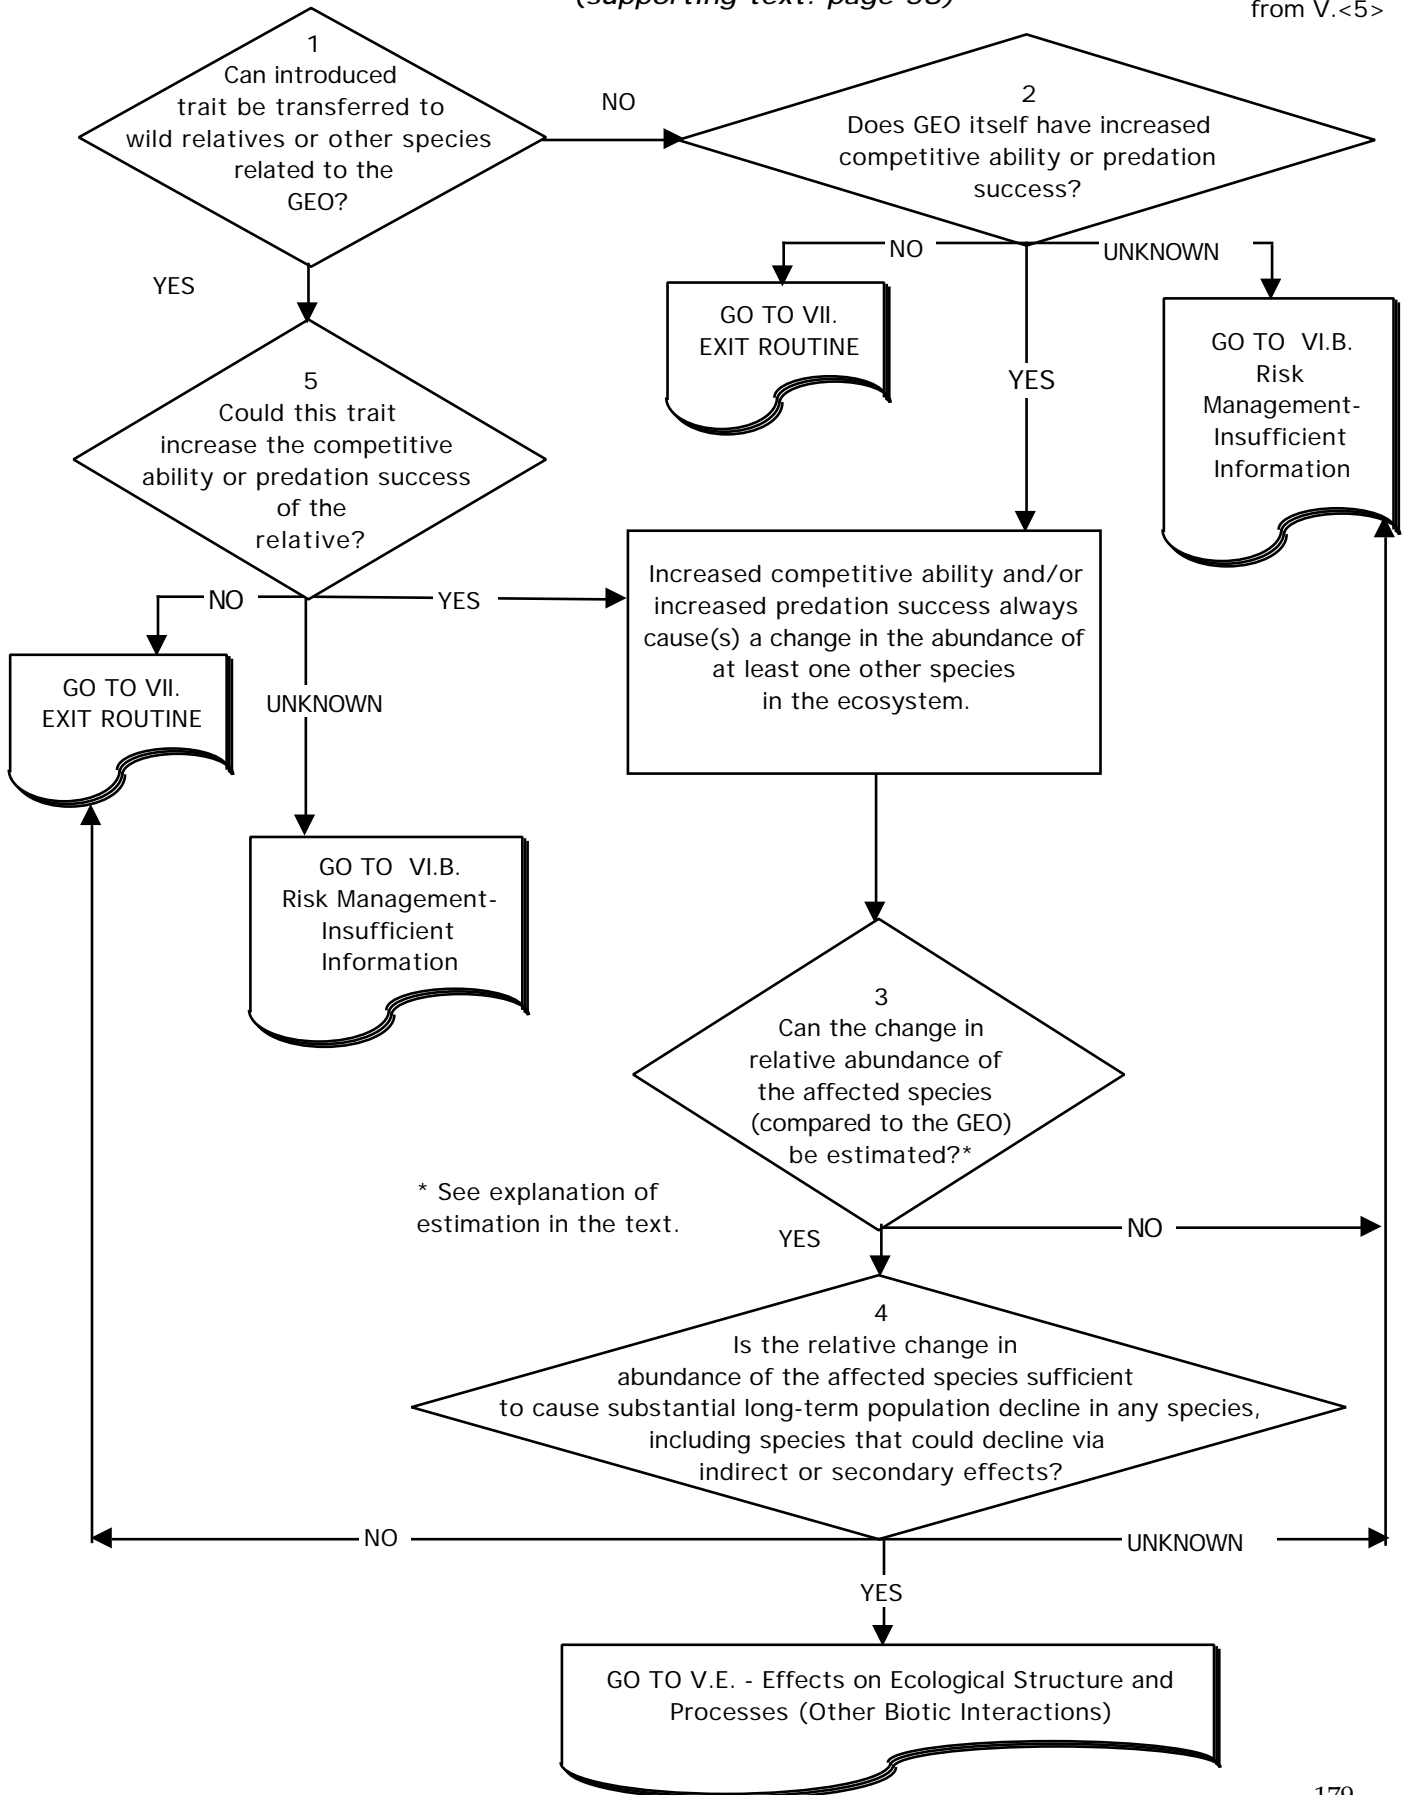 (supporting text: page 58)
from V.<5>
1
Can introduced
trait be transferred to
wild relatives or other species
related to the
GEO?
NO
2
Does GEO itself have increased
competitive ability or predation
success?
YES
NO
UNKNOWN
GO TO VII.
EXIT ROUTINE
YES
GO TO VI.B.
Risk
Management-
Insufficient
Information
5
Could this trait
increase the competitive
ability or predation success
of the
relative?
NO
YES
UNKNOWN
Increased competitive ability and/or
increased predation success always
cause(s) a change in the abundance of
at least one other species
in the ecosystem.
GO TO VII.
EXIT ROUTINE
GO TO VI.B.
Risk Management-
Insufficient
Information
3
Can the change in
relative abundance of
the affected species
(compared to the GEO)
be estimated?*
* See explanation of
estimation in the text.
YES
NO
4
Is the relative change in
abundance of the affected species sufficient
to cause substantial long-term population decline in any species,
including species that could decline via
indirect or secondary effects?
NO
UNKNOWN
YES
GO TO V.E. - Effects on Ecological Structure and
Processes (Other Biotic Interactions)
179